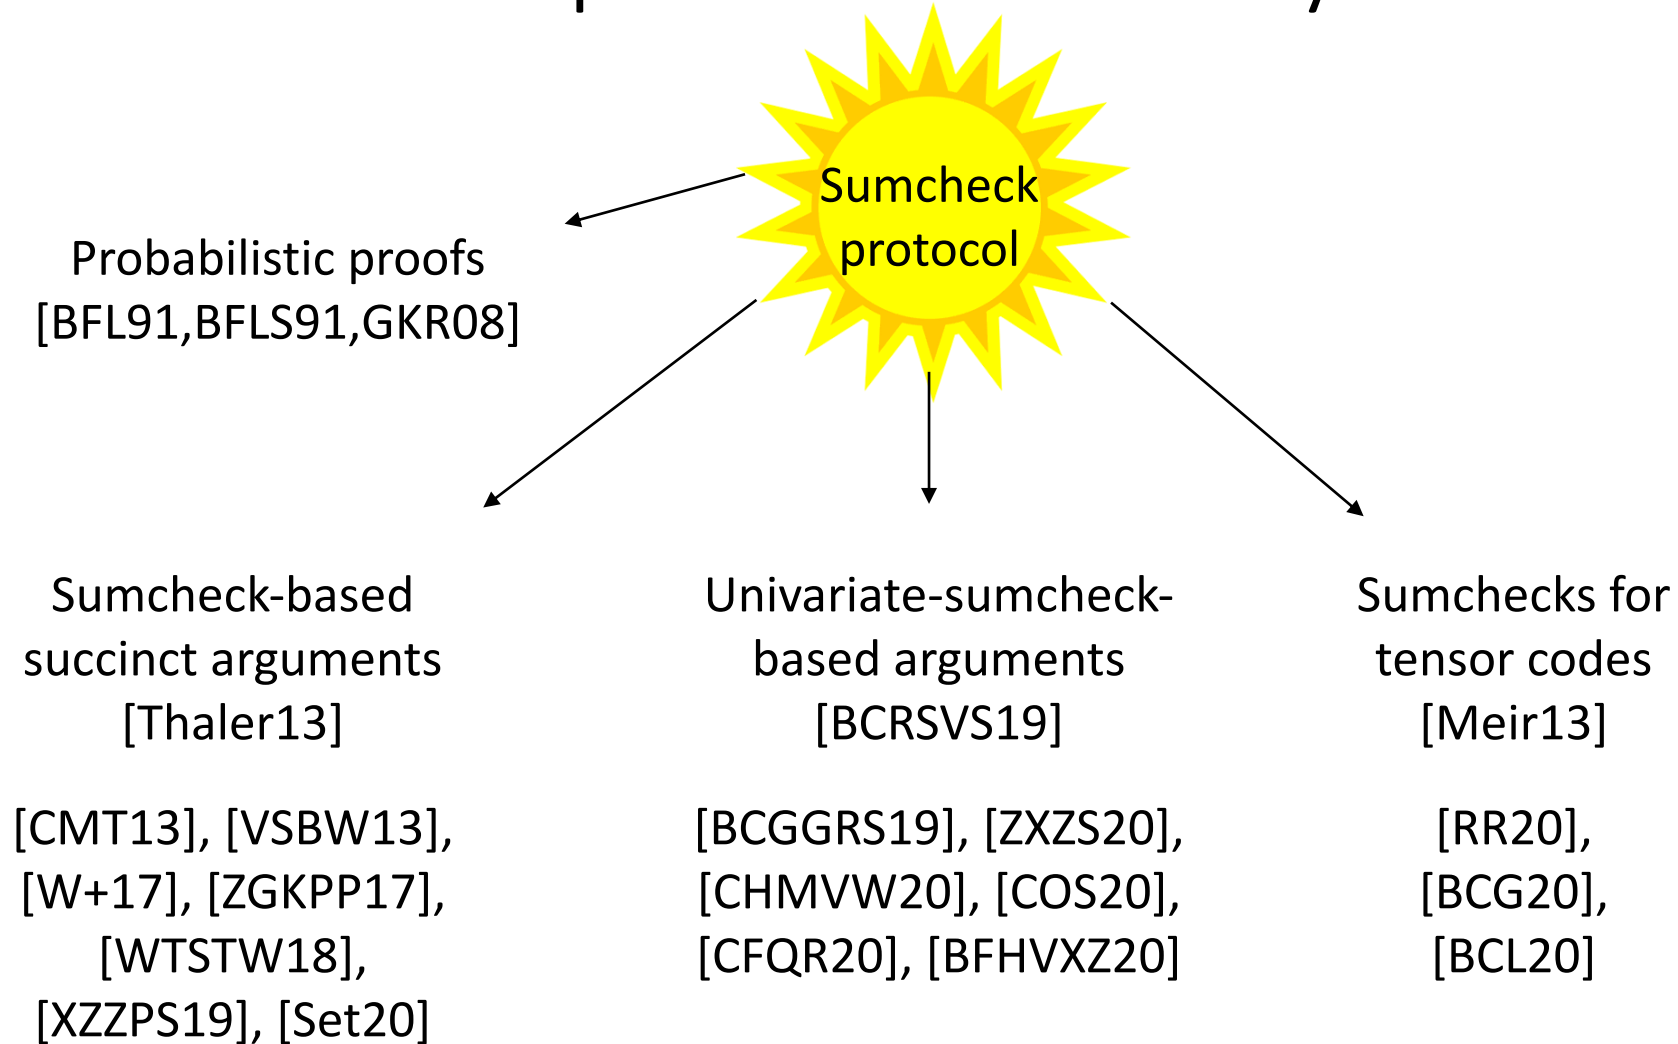 Sumcheck
protocol
Probabilistic proofs
[BFL91,BFLS91,GKR08]
Sumcheck-based
succinct arguments
[Thaler13]
[CMT13], [VSBW13],
[W+17], [ZGKPP17],
[WTSTW18],
[XZZPS19], [Set20]
Univariate-sumcheck-
based arguments
[BCRSVS19]
[BCGGRS19], [ZXZS20],
[CHMVW20], [COS20],
[CFQR20], [BFHVXZ20]
Sumchecks for
tensor codes
[Meir13]
[RR20],
[BCG20],
[BCL20]